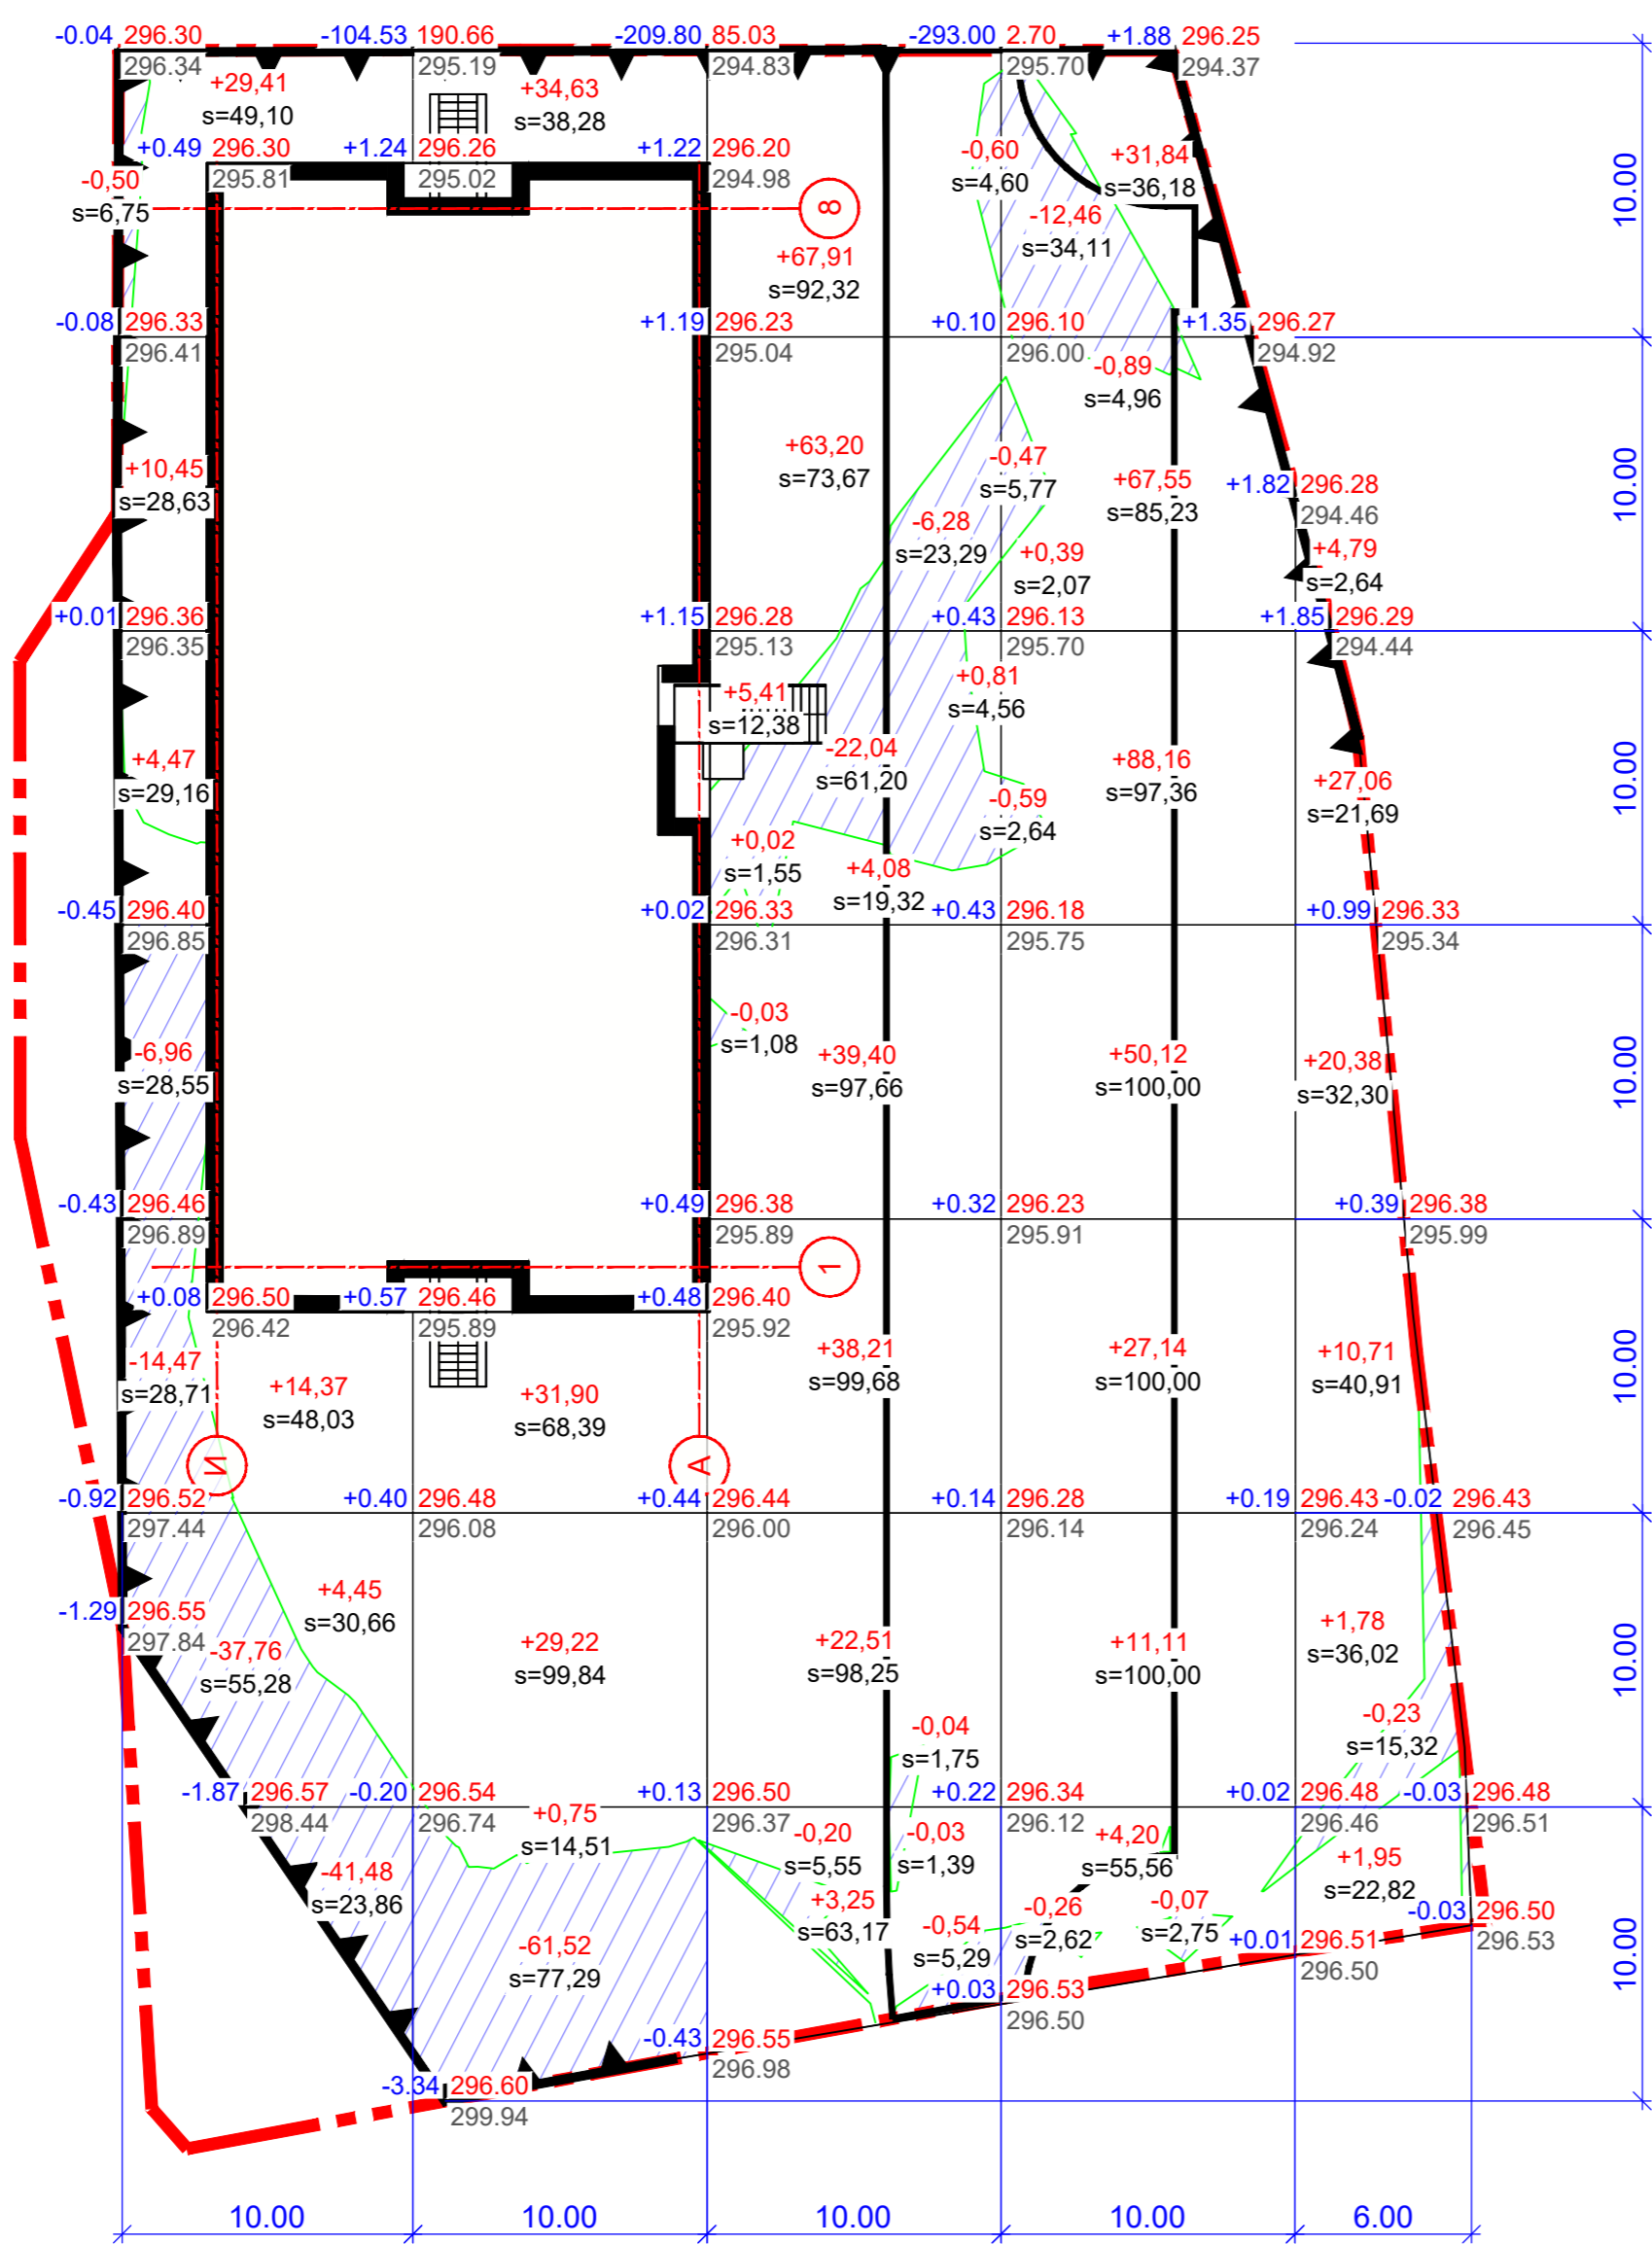 -0.04 296.30 -104.53 190.66 -209.80 85.03 -293.00 2.70 +1.88 296.25
296.34 295.19 294.83 295.70 294.37
+29,41 +34,63
s=49,10 s=38,28
+0.49 296.30 +1.24 296.26 +1.22 296.20 -0,60 +31,84
295.81 295.02 294.98 s=4,60 s=36,18
-0,50
s=6,75
8
-12,46
s=34,11
+67,91
s=92,32
10.00
-0.08 296.33 +1.19 296.23 +0.10 296.10 +1.35 296.27
296.41 295.04 296.00 294.92
-0,89
s=4,96
+10,45 +63,20 -0,47 +67,55 +1.82 296.28
s=28,63 s=73,67 s=5,77 s=85,23 294.46
10.00
-6,28
s=23,29
+0,39 +4,79
s=2,07 s=2,64
+0.01 296.36 +1.15 296.28 +0.43 296.13 +1.85 296.29
296.35 295.13 295.70 294.44
+5,41 +0,81
s=12,38 s=4,56
+4,47 -22,04 +88,16 +27,06
s=29,16 s=61,20 s=97,36 s=21,69
10.00
-0,59
s=2,64
+0,02 +4,08
s=1,55 s=19,32
-0.45 296.40 +0.02 296.33 +0.43 296.18 +0.99 296.33
296.85 296.31 295.75 295.34
-0,03
s=1,08
-6,96 +39,40 +50,12 +20,38
s=28,55 s=97,66 s=100,00 s=32,30
10.00
-0.43 296.46 +0.49 296.38 +0.32 296.23 +0.39 296.38
296.89 295.89 295.91 295.99
1
+0.08 296.50 +0.57 296.46 +0.48 296.40
296.42 295.89 295.92
-14,47 +14,37 +31,90 +38,21 +27,14 +10,71
s=28,71 s=48,03 s=68,39 s=99,68 s=100,00 s=40,91
10.00
И А
-0.92 296.52 +0.40 296.48 +0.44 296.44 +0.14 296.28 +0.19 296.43 -0.02 296.43
297.44 296.08 296.00 296.14 296.24 296.45
-1.29 296.55 +4,45
297.84 s=30,66
-37,76 +29,22 +22,51 +11,11 +1,78
s=55,28 s=99,84 s=98,25 s=100,00 s=36,02
10.00
-0,04 -0,23
s=1,75 s=15,32
-1.87 296.57 -0.20 296.54 +0.13 296.50 +0.22 296.34 +0.02 296.48 -0.03 296.48
298.44 296.74 296.37 296.12 296.46 296.51
+0,75 -0,20 -0,03 +4,20 +1,95
s=14,51 s=5,55 s=1,39 s=55,56 s=22,82
-41,48 +3,25 -0,26 -0,07 -0.03 296.50
s=23,86 s=63,17 s=2,62 s=2,75 296.53
-0,54 +0.01 296.51
s=5,29 296.50
-61,52
s=77,29
10.00
+0.03 296.53
296.50
-0.43 296.55
296.98
-3.34 296.60
299.94
10.00 10.00 10.00 10.00 6.00